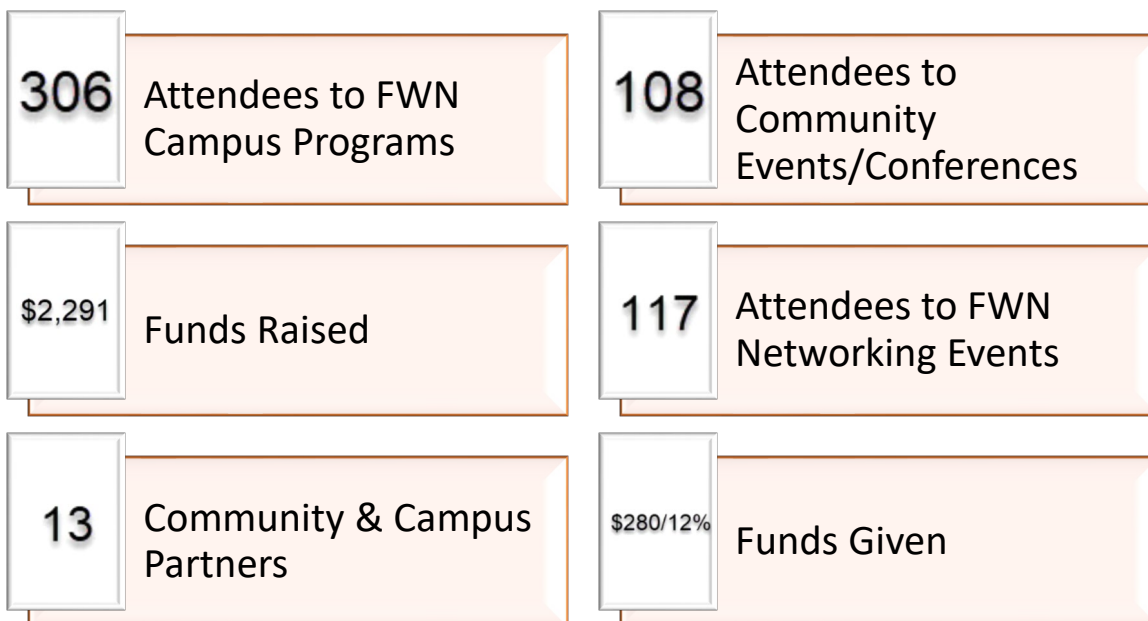 306
Attendees to FWN
Campus Programs
108
Attendees to
Community
Events/Conferences
$2,291
Funds Raised
117
Attendees to FWN
Networking Events
13
Community & Campus
Partners
$280/12%
Funds Given